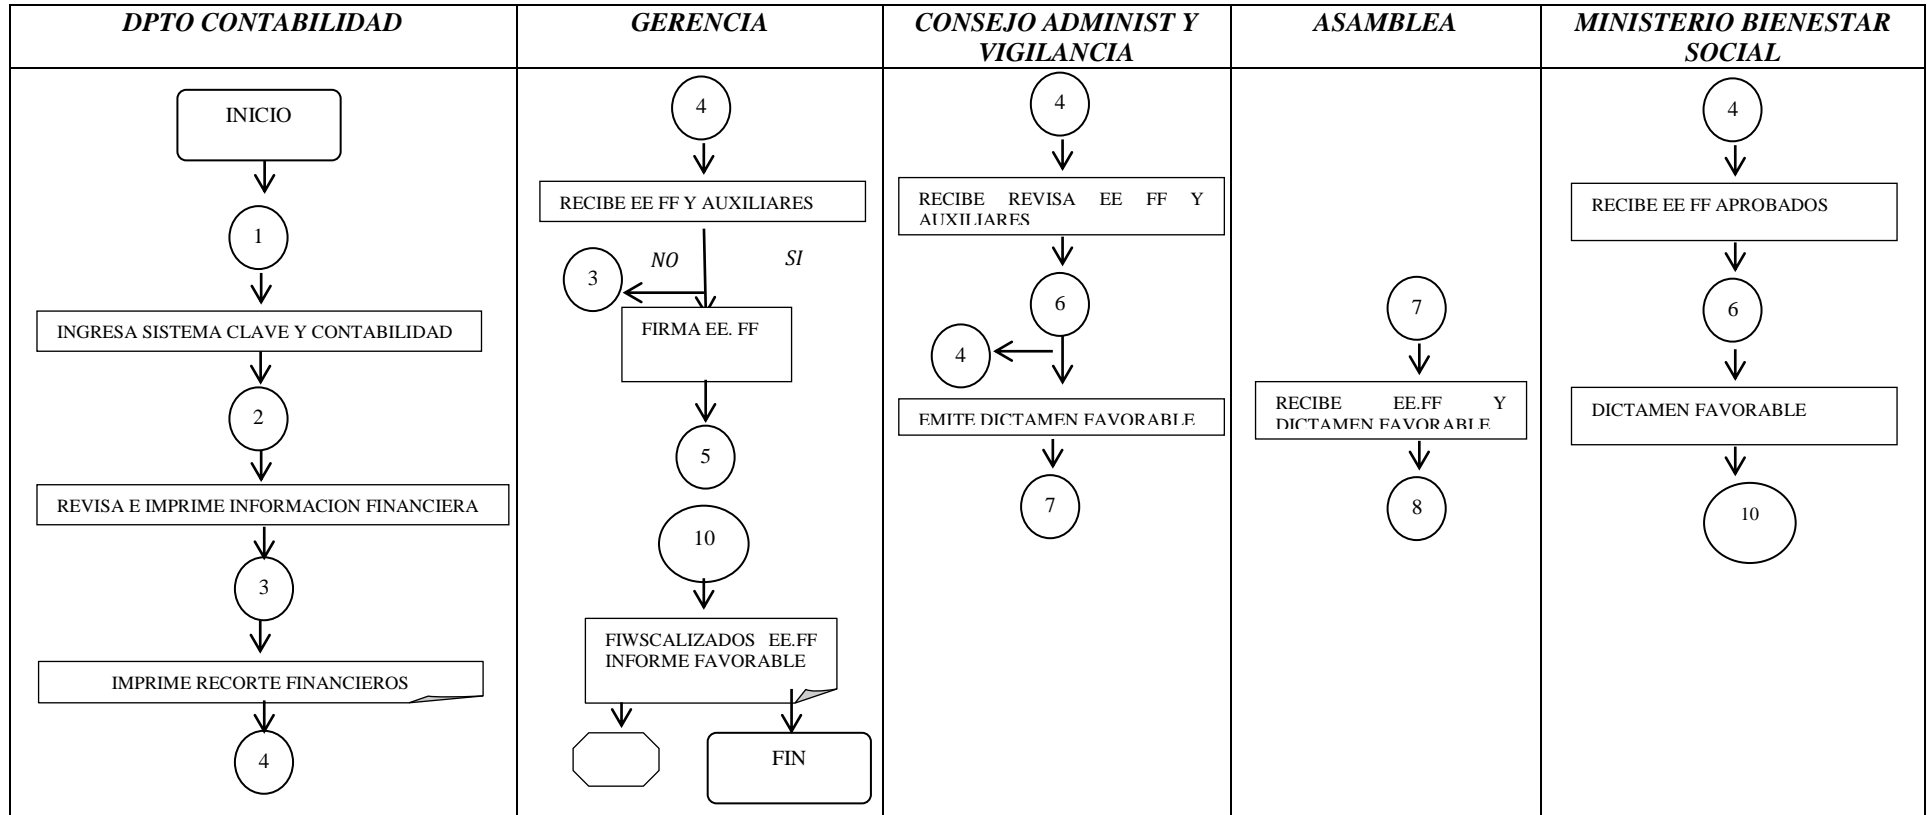 DPTO CONTABILIDAD
GERENCIA
CONSEJO ADMINIST Y
VIGILANCIA
ASAMBLEA
MINISTERIO BIENESTAR
SOCIAL
INICIO
1
INGRESA SISTEMA CLAVE Y CONTABILIDAD
2
REVISA E IMPRIME INFORMACION FINANCIERA
3
IMPRIME RECORTE FINANCIEROS
4
4
RECIBE EE FF Y AUXILIARES
NO
SI
3
FIRMA EE. FF
5
10
FIWSCALIZADOS EE.FF
INFORME FAVORABLE
FIN
4
RECIBE REVISA EE FF Y
AUXILIARES
6
4
EMITE DICTAMEN FAVORABLE
7
7
RECIBE EE.FF Y
DICTAMEN FAVORABLE
8
4
RECIBE EE FF APROBADOS
6
DICTAMEN FAVORABLE
10